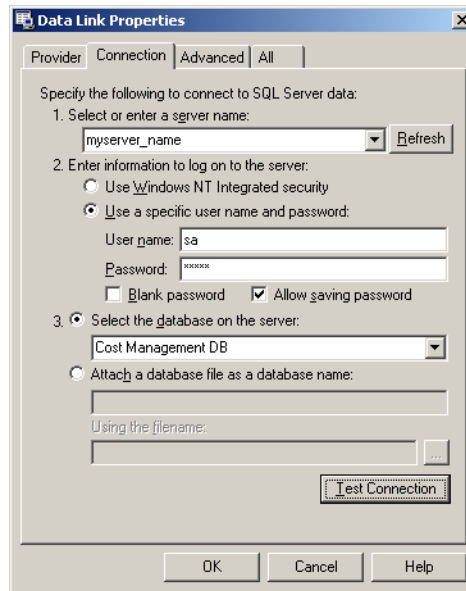 Data Link Properties
Provider Connection Advanced All
Specify the following to connect to SQL Server data:
1. Select or enter a server name:
myserver_name Refresh
2. Enter information to log on to the server:
Use Windows NT Integrated security
Use a specific user name and password:
User name: sa
Password: *****
Blank password Allow saving password
3. Select the database on the server:
Cost Management DB
Attach a database file as a database name:
Using the filename:
...
Test Connection
OK Cancel Help